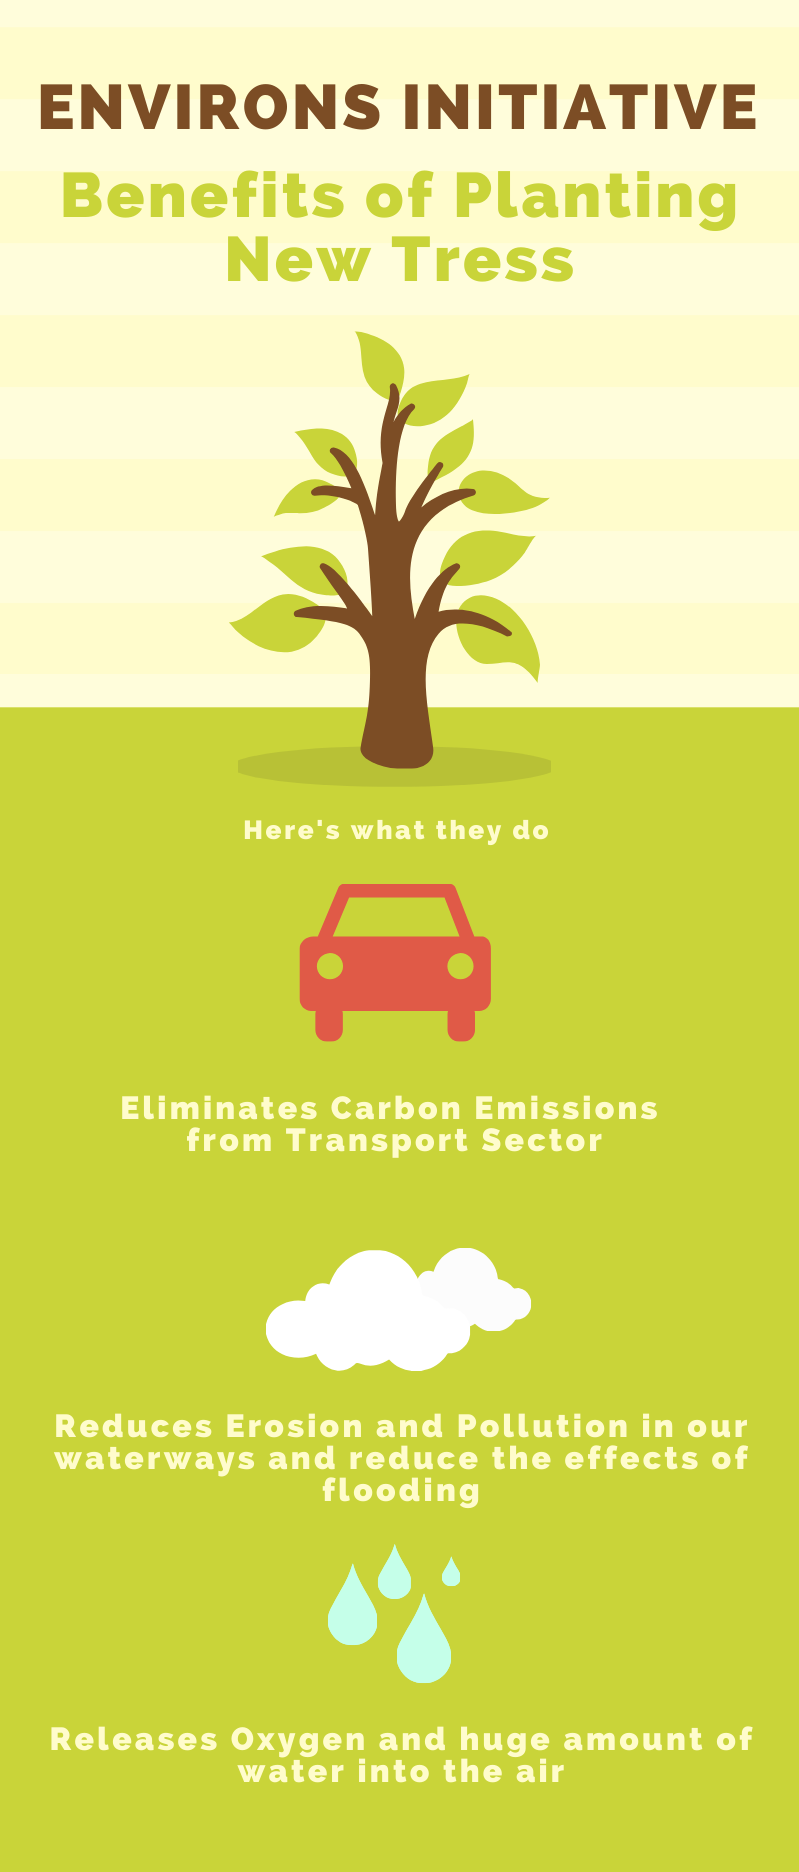 ENVIRONS INITIATIVE
Benefits of Planting
New Tress
Here's what they do
Eliminates Carbon Emissions
from Transport Sector
Reduces Erosion and Pollution in our
waterways and reduce the effects of
flooding
Releases Oxygen and huge amount of
water into the air